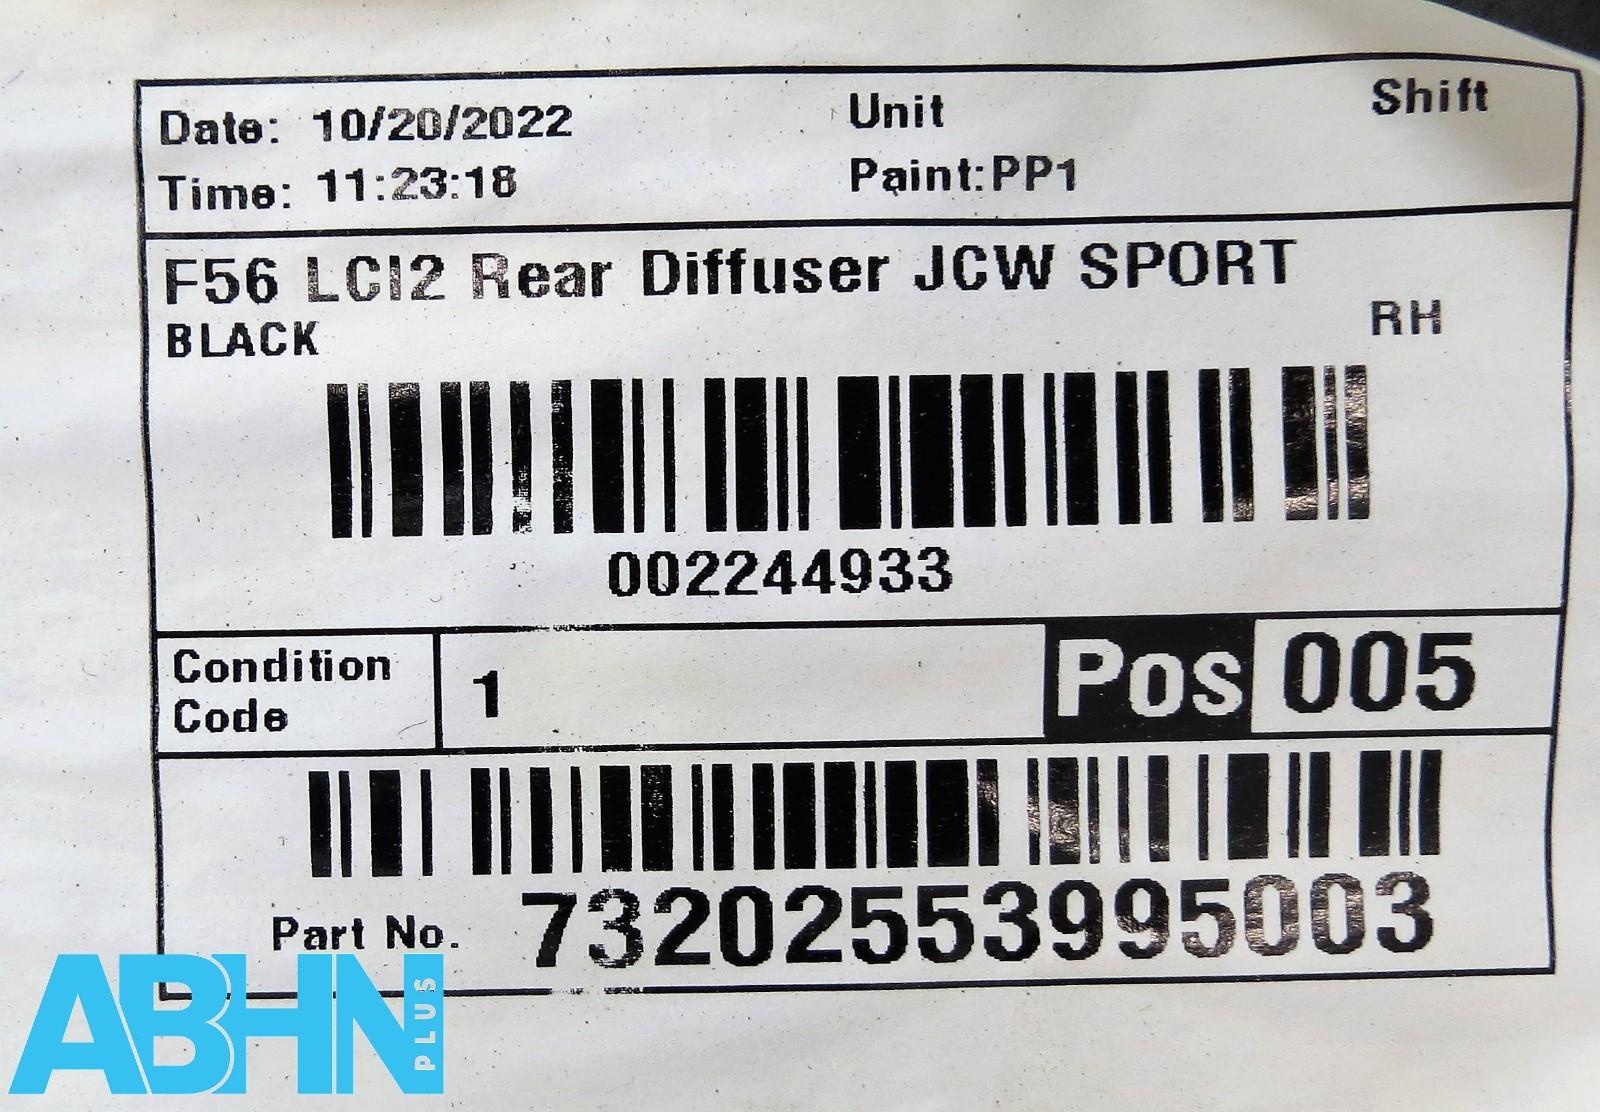 Date: 10/20/2022
Unit
Shift
Time: 11:23:18
Paint:PP1
F56 LCI2 Rear Diffuser JCW SPORT
BLACK
RH
002244933
Condition
Code
1
Pos 005
Part No. 73202553995003
ABHN PLUS